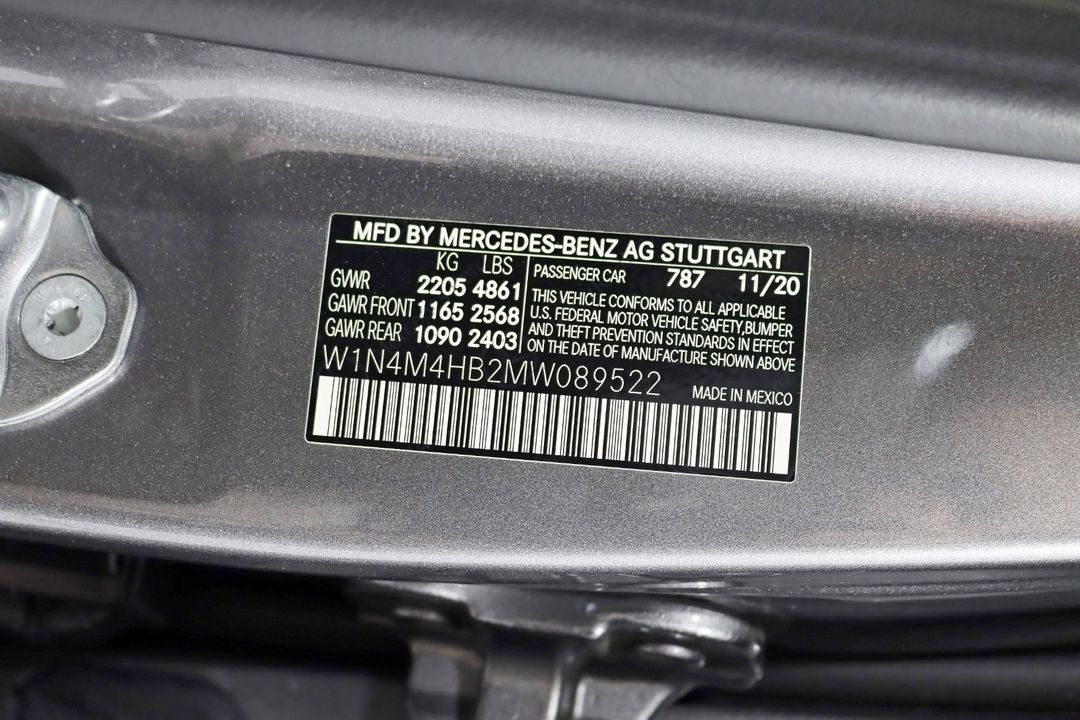 MFD BY MERCEDES-BENZ AG STUTTGART
KG LBS
GWWR 2205 4861
GAWR FRONT 1165 2568
GAWR REAR 1090 2403
PASSENGER CAR 787 11/20
THIS VEHICLE CONFORMS TO ALL APPLICABLE
U.S. FEDERAL MOTOR VEHICLE SAFETY,BUMPER
AND THEFT PREVENTION STANDARDS IN EFFECT
ON THE DATE OF MANUFACTURE SHOWN ABOVE
W1N4M4HB2MW089522
MADE IN MEXICO